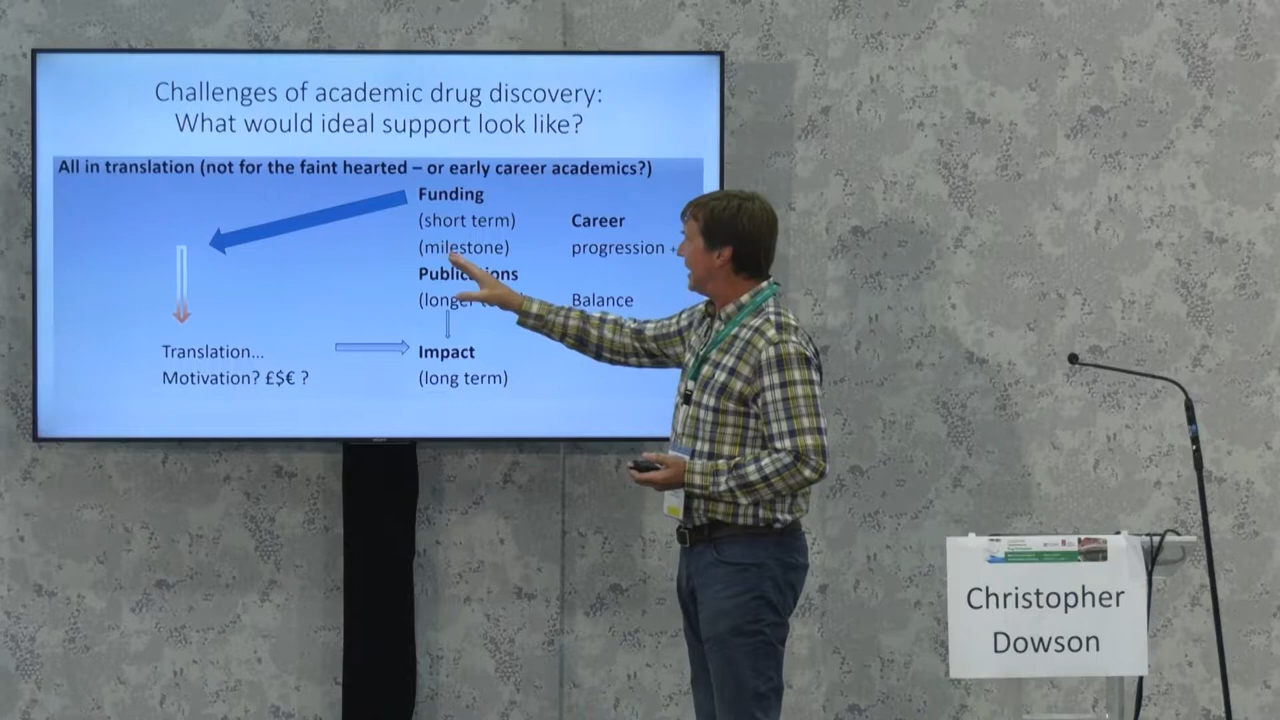 Challenges of academic drug discovery:
What would ideal support look like?
All in translation (not for the faint hearted – or early career academics?)
Funding
(short term)
Career
(milestone)
progression
(longer
Balance
Translation...
Impact
Motivation? £$€ ?
(long term)
Christopher
Dowson